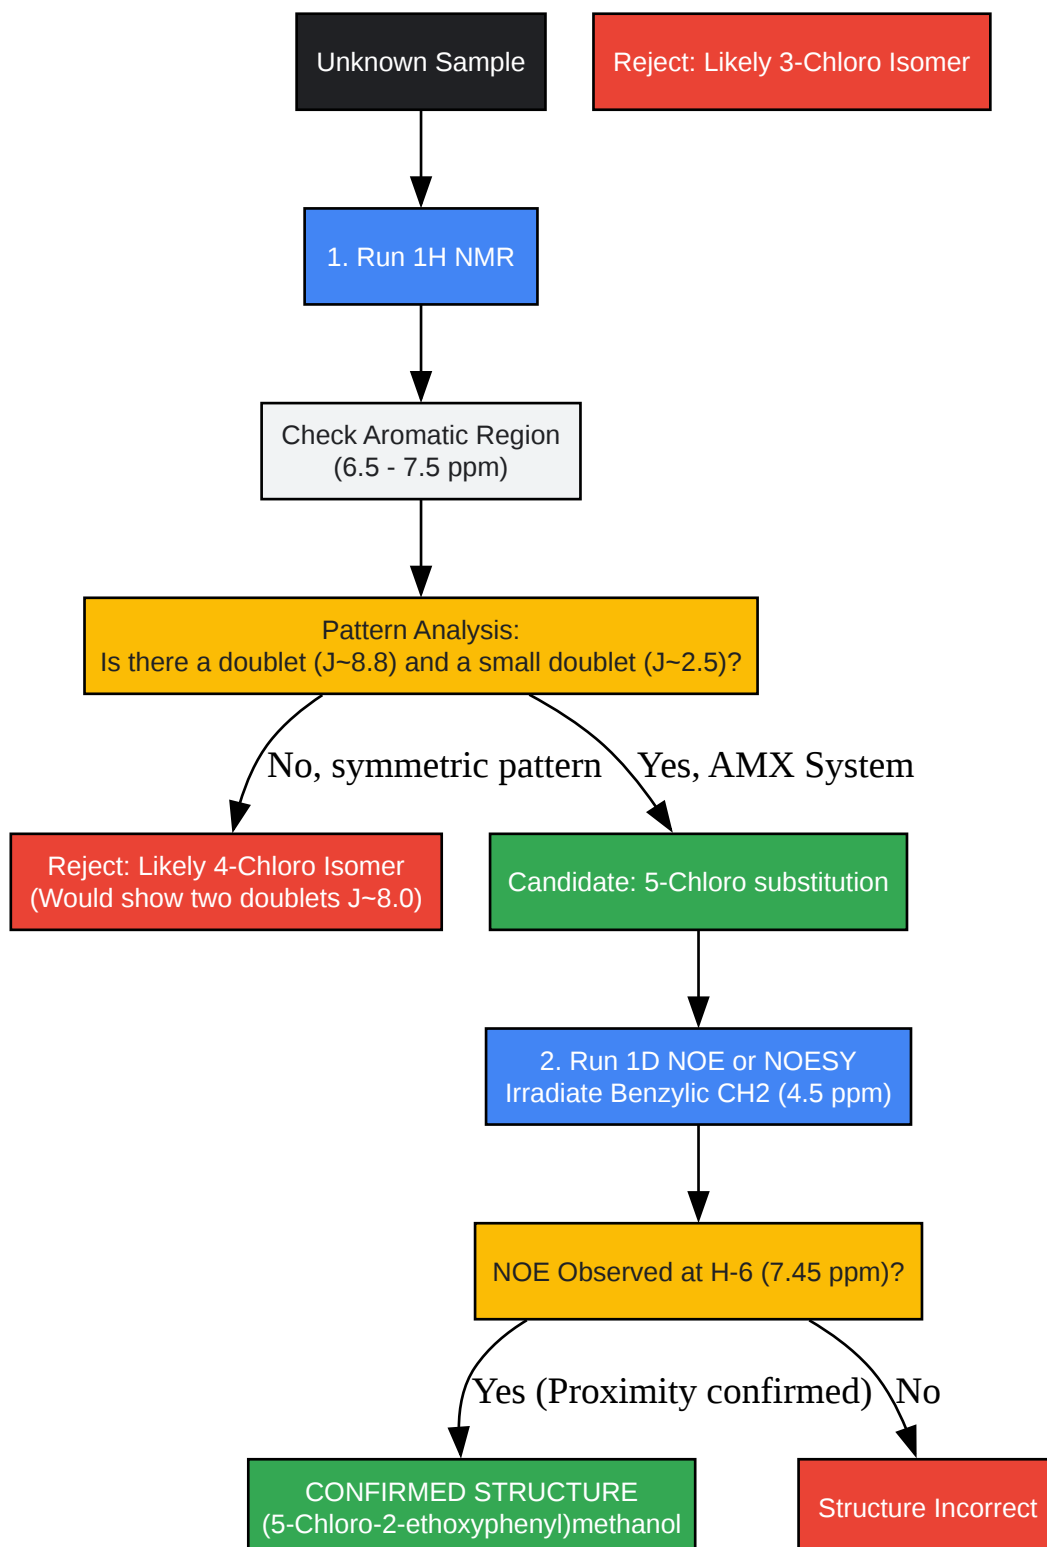 Unknown Sample
Reject: Likely 3-Chloro Isomer
1. Run 1H NMR
Check Aromatic Region
(6.5 - 7.5 ppm)
Pattern Analysis:
Is there a doublet (J~8.8) and a small doublet (J~2.5)?
No, symmetric pattern
Yes, AMX System
Reject: Likely 4-Chloro Isomer
(Would show two doublets J~8.0)
Candidate: 5-Chloro substitution
2. Run 1D NOE or NOESY
Irradiate Benzylic CH2 (4.5 ppm)
NOE Observed at H-6 (7.45 ppm)?
Yes (Proximity confirmed)
No
CONFIRMED STRUCTURE
(5-Chloro-2-ethoxyphenyl)methanol
Structure Incorrect